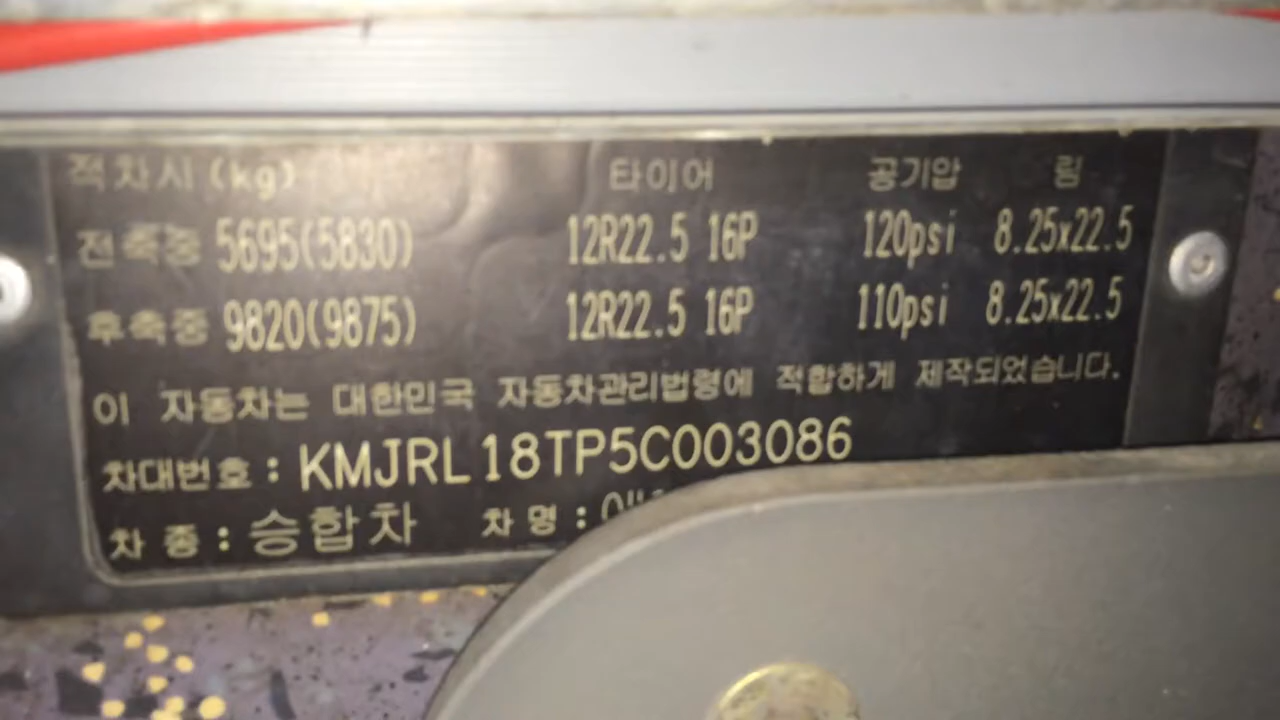 적차시(kg) 타이어 공기압 림
전축중 5695(5830) 12R22.5 16P 120psi 8.25x22.5
후축중 9820(9875) 12R22.5 16P 110psi 8.25x22.5
이 자동차는 대한민국 자동차관리법령에 적합하게 제작되었습니다.
차대번호 : KMJRL18TP5C003086
차 종 : 승합차 차 명 :